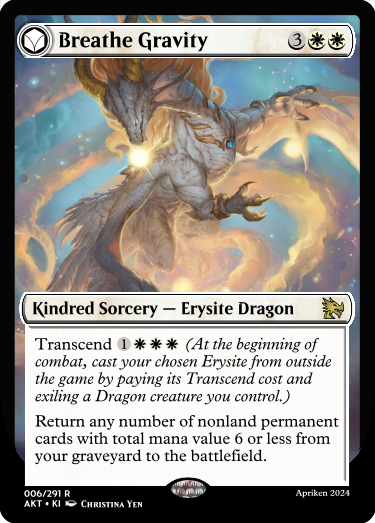 Breathe Gravity 3
Kindred Sorcery — Erysite Dragon
Transcend 1 (At the beginning of
combat, cast your chosen Erysite from outside
the game by paying its Transcend cost and
exiling a Dragon creature you control.)
Return any number of nonland permanent
cards with total mana value 6 or less from
your graveyard to the battlefield.
006/291 R
AKT • KI Christina Yen
Apriken 2024